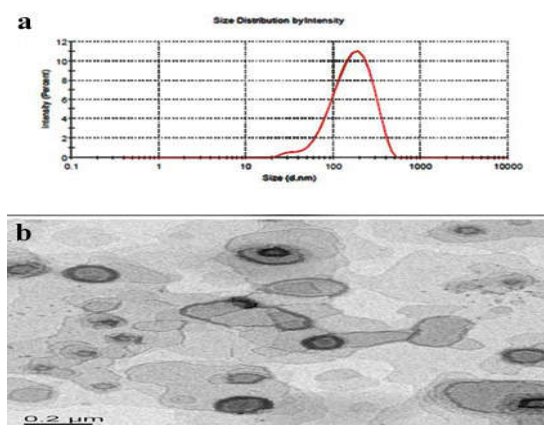 a
Size Distribution by Intensity
Intensity (Percent)
12
10
8
6
4
2
0
0.1 1 10 100 1000 10000
Size (d.nm)
b
0.2 µm